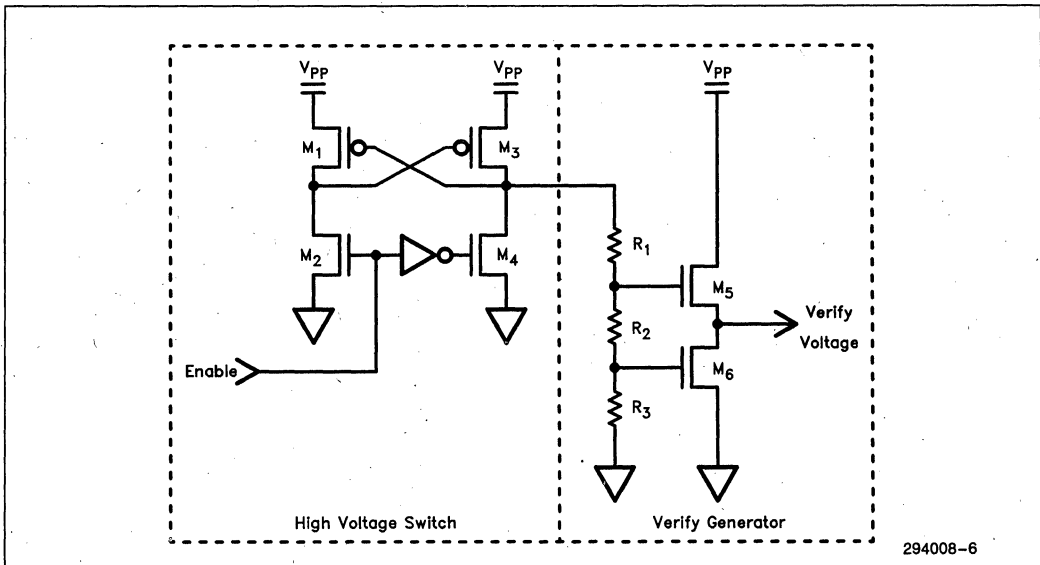 VPP
VPP
VPP
M1
M3
M2
M4
R1
M5
Verify
Voltage
R2
M6
Enable
R3
High Voltage Switch
Verify Generator
294008-6